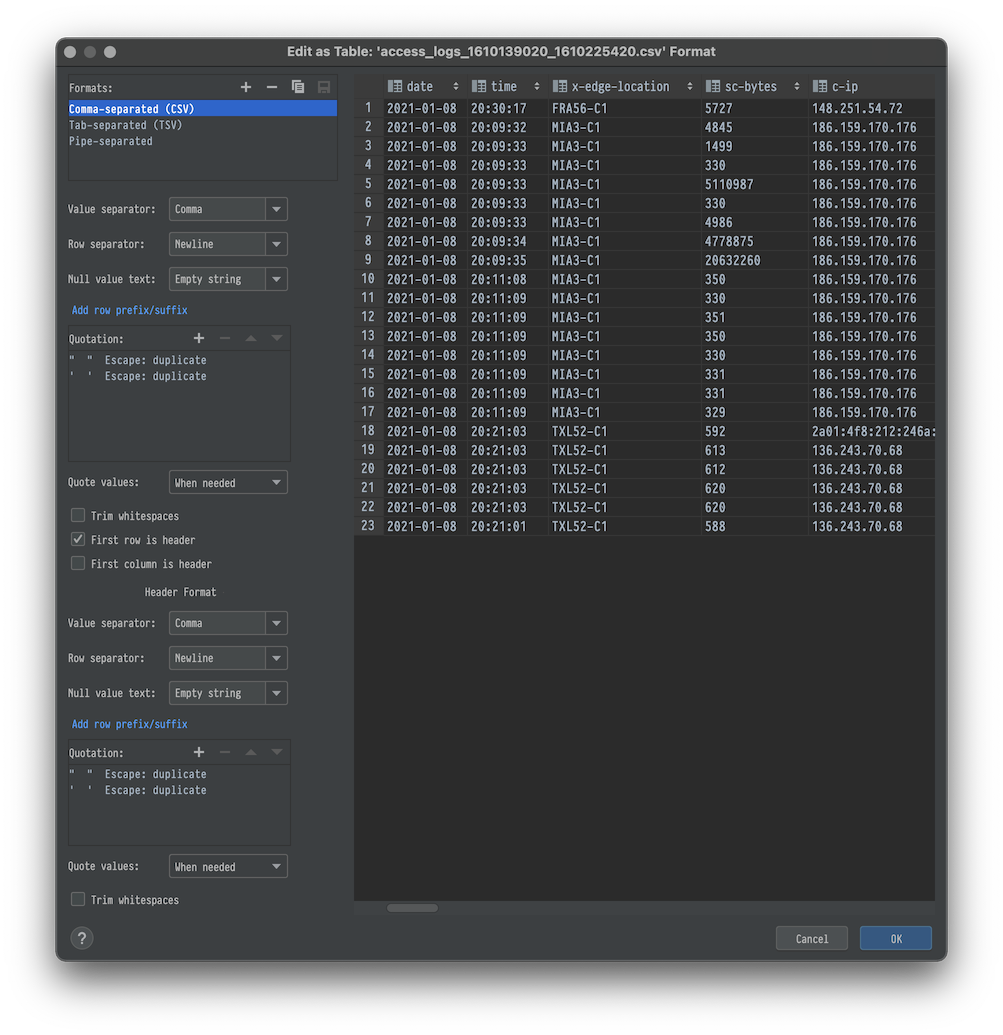 Edit as Table: 'access_logs_1610139020_1610225420.csv' Format
Formats:
Comma-separated (CSV)
Tab-separated (TSV)
Pipe-separated
Value separator: Comma
Row separator: Newline
Null value text: Empty string
Add row prefix/suffix
Quotation:
" " Escape: duplicate
' ' Escape: duplicate
Quote values: When needed
Trim whitespaces
First row is header
First column is header
Header Format
Value separator: Comma
Row separator: Newline
Null value text: Empty string
Add row prefix/suffix
Quotation:
" " Escape: duplicate
' ' Escape: duplicate
Quote values: When needed
Trim whitespaces
?
date time x-edge-location sc-bytes c-ip
1 2021-01-08 20:30:17 FRA56-C1 5727 148.251.54.72
2 2021-01-08 20:09:32 MIA3-C1 4845 186.159.170.176
3 2021-01-08 20:09:33 MIA3-C1 1499 186.159.170.176
4 2021-01-08 20:09:33 MIA3-C1 330 186.159.170.176
5 2021-01-08 20:09:33 MIA3-C1 5110987 186.159.170.176
6 2021-01-08 20:09:33 MIA3-C1 330 186.159.170.176
7 2021-01-08 20:09:33 MIA3-C1 4986 186.159.170.176
8 2021-01-08 20:09:34 MIA3-C1 4778875 186.159.170.176
9 2021-01-08 20:09:35 MIA3-C1 20632260 186.159.170.176
10 2021-01-08 20:11:08 MIA3-C1 350 186.159.170.176
11 2021-01-08 20:11:09 MIA3-C1 330 186.159.170.176
12 2021-01-08 20:11:09 MIA3-C1 351 186.159.170.176
13 2021-01-08 20:11:09 MIA3-C1 350 186.159.170.176
14 2021-01-08 20:11:09 MIA3-C1 330 186.159.170.176
15 2021-01-08 20:11:09 MIA3-C1 331 186.159.170.176
16 2021-01-08 20:11:09 MIA3-C1 331 186.159.170.176
17 2021-01-08 20:11:09 MIA3-C1 329 186.159.170.176
18 2021-01-08 20:21:03 TXL52-C1 592 2a01:4f8:212:246a:
19 2021-01-08 20:21:03 TXL52-C1 613 136.243.70.68
20 2021-01-08 20:21:03 TXL52-C1 612 136.243.70.68
21 2021-01-08 20:21:03 TXL52-C1 620 136.243.70.68
22 2021-01-08 20:21:03 TXL52-C1 620 136.243.70.68
23 2021-01-08 20:21:01 TXL52-C1 588 136.243.70.68
Cancel OK